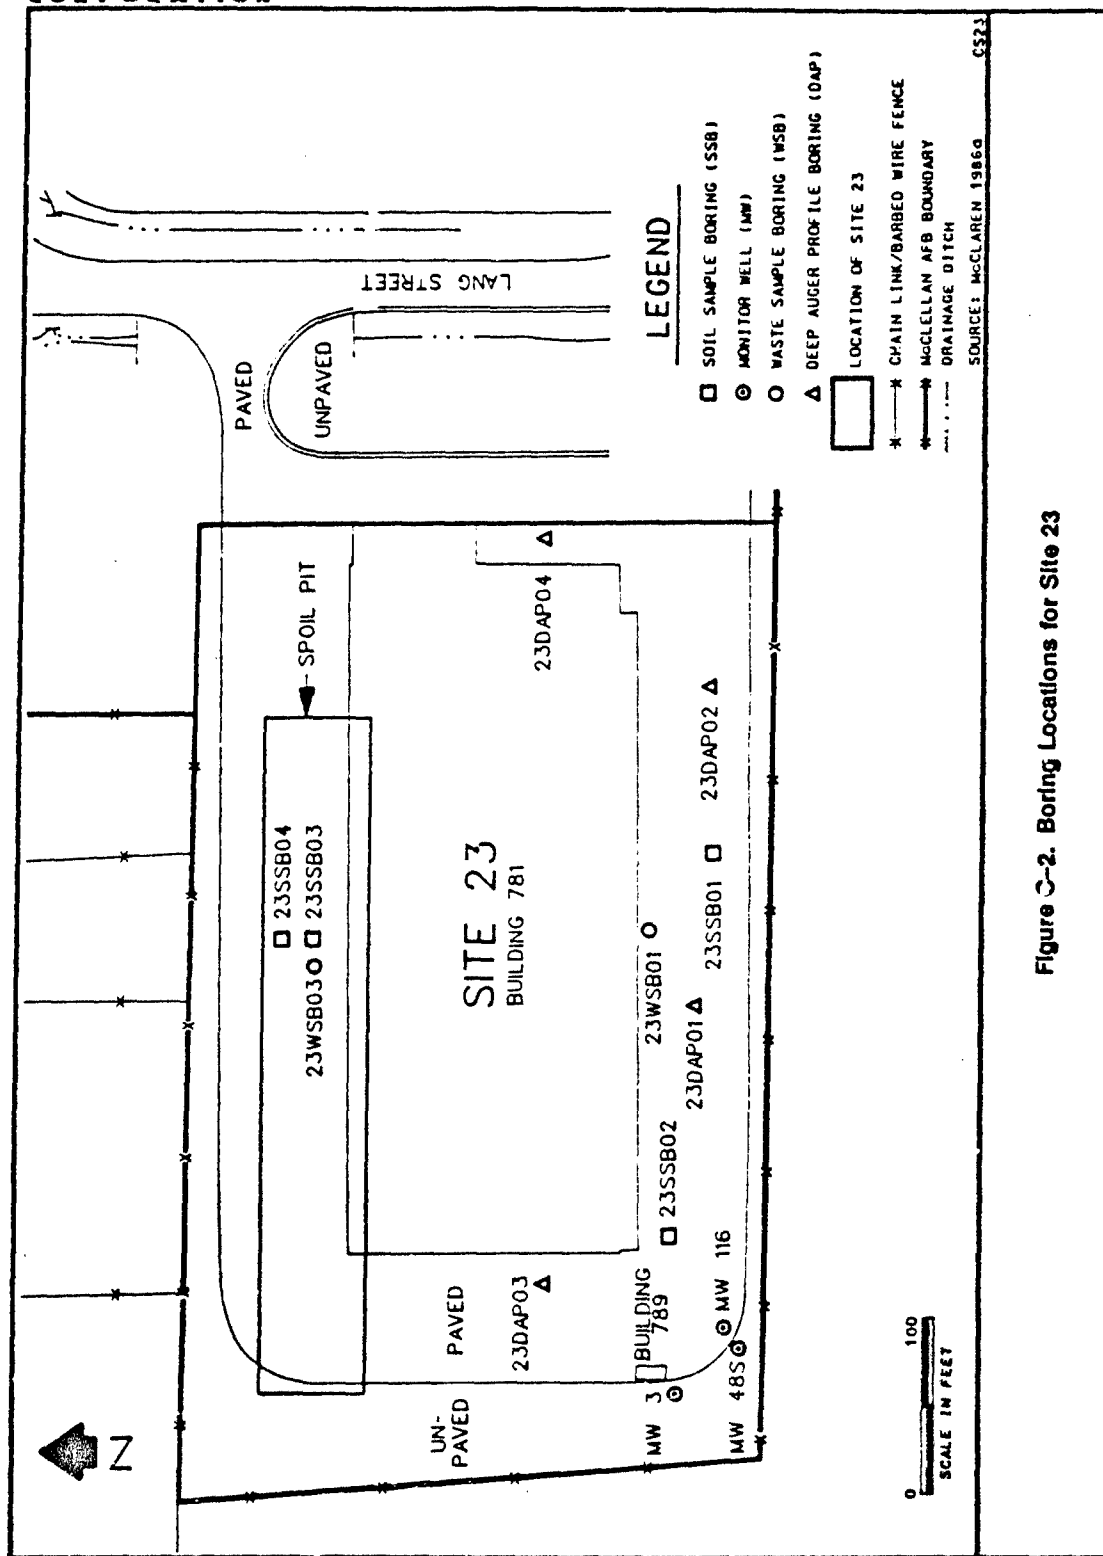 LANG STREET
PAVED
UNPAVED
SPOIL PIT
23SSB04
23WSB03
23SSB03
SITE 23
BUILDING 781
23DAP04
23DAP02
23SSB01
23WSB01
23DAP01
23SSB02
PAVED
23DAP03
BUILDING
789
UN-
PAVED
MW 3
MW 116
MW 48S
N
0 100
SCALE IN FEET
LEGEND
SOIL SAMPLE BORING (SSB)
MONITOR WELL (MW)
WASTE SAMPLE BORING (WSB)
DEEP AUGER PROFILE BORING (DAP)
LOCATION OF SITE 23
CHAIN LINK/BARBED WIRE FENCE
McCLELLAN AFB BOUNDARY
DRAINAGE DITCH
SOURCE: McCLAREN 1986a
CS23
Figure C-2. Boring Locations for Site 23